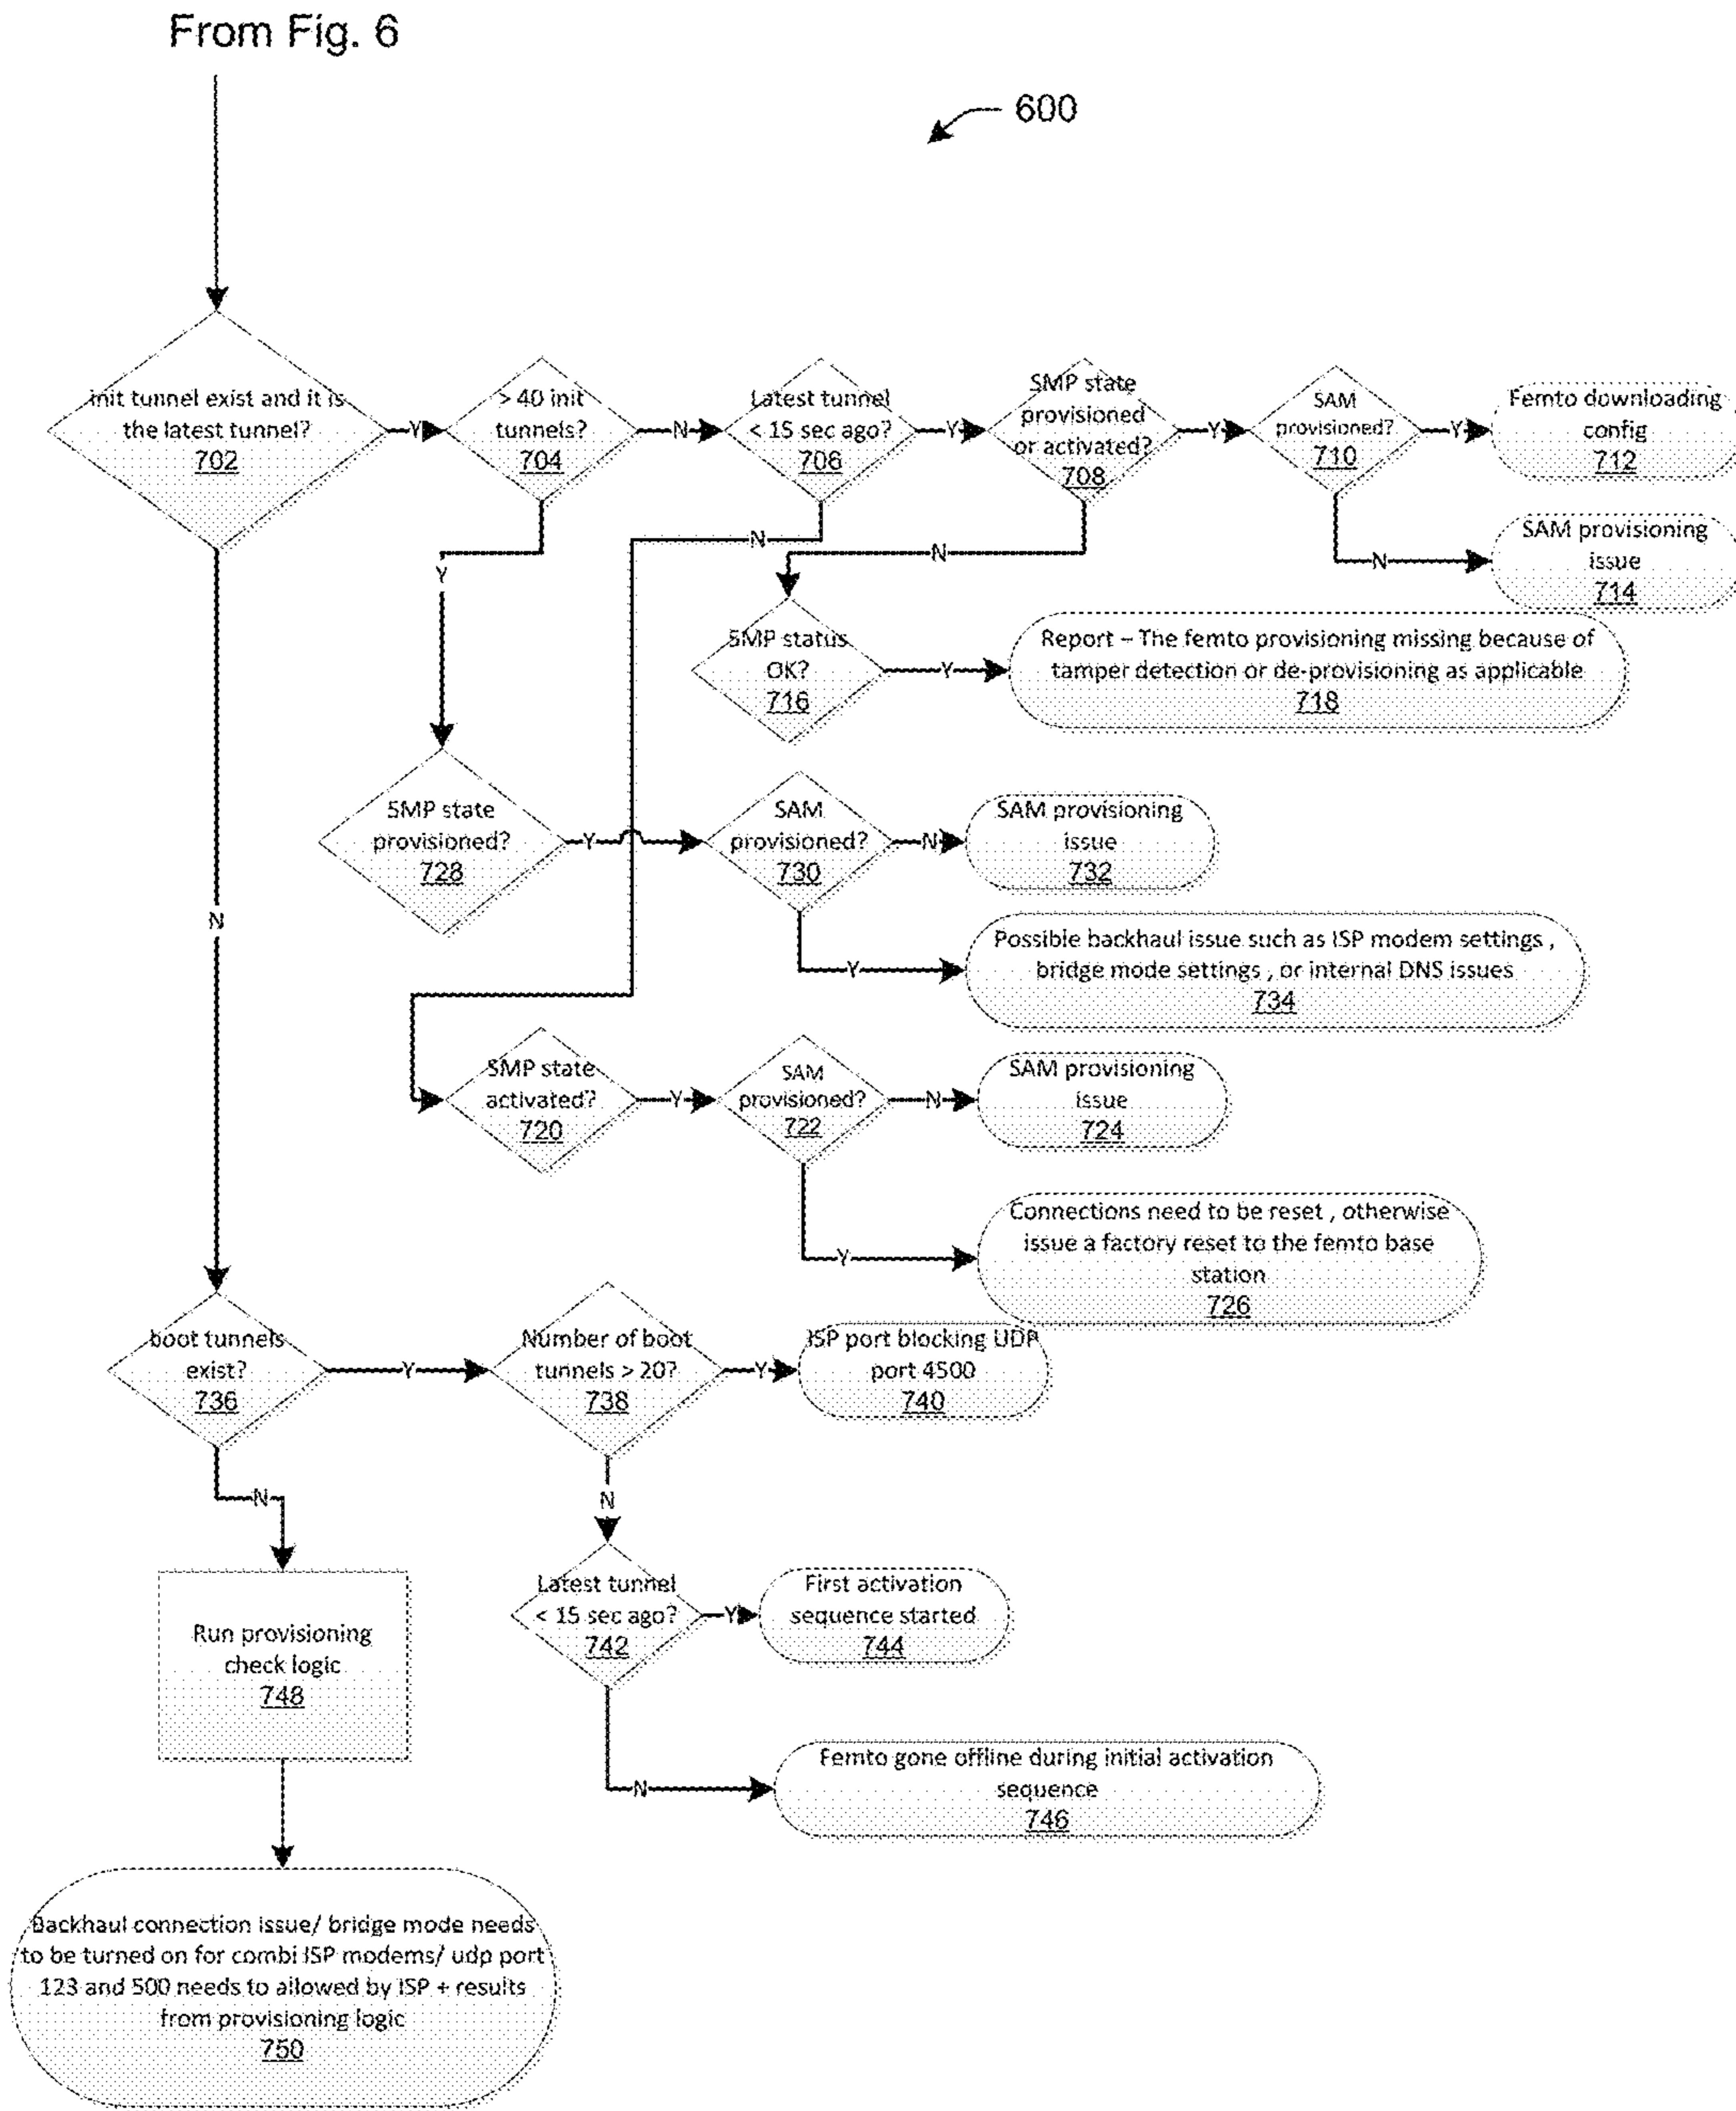 From Fig. 6
600
init tunnel exist and it is
the latest tunnel?
702
Y
> 40 init
tunnels?
704
N
Latest tunnel
< 15 sec ago?
706
Y
SMP state
provisioned
or activated?
708
Y
SAM
provisioned?
710
Y
Femto downloading
config
712
N
SAM provisioning
issue
714
N
N
Y
SMP status
OK?
716
Y
Report – The femto provisioning missing because of
tamper detection or de-provisioning as applicable
718
SMP state
provisioned?
728
Y
SAM
provisioned?
730
N
SAM provisioning
issue
732
Y
Possible backhaul issue such as ISP modem settings ,
bridge mode settings , or internal DNS issues
734
N
SMP state
activated?
720
Y
SAM
provisioned?
722
N
SAM provisioning
issue
724
Y
Connections need to be reset , otherwise
issue a factory reset to the femto base
station
726
boot tunnels
exist?
736
Y
Number of boot
tunnels > 20?
738
Y
ISP port blocking UDP
port 4500
740
N
N
Latest tunnel
< 15 sec ago?
742
Y
First activation
sequence started
744
N
Femto gone offline during initial activation
sequence
746
Run provisioning
check logic
748
Backhaul connection issue/ bridge mode needs
to be turned on for combi ISP modems/ udp port
123 and 500 needs to allowed by ISP + results
from provisioning logic
750